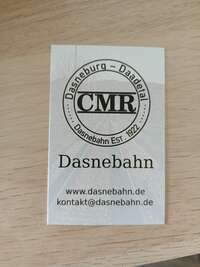 Dasneburg – Daadetal
CMR
Dasnebahn Est. 1922
Dasnebahn
www.dasnebahn.de
kontakt@dasnebahn.de